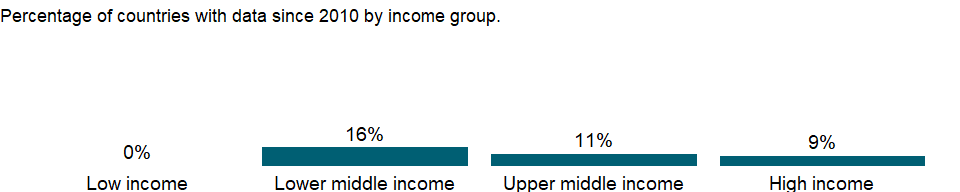 Percentage of countries with data since 2010 by income group.
0%
16%
11%
9%
Low income
Lower middle income
Upper middle income
High income